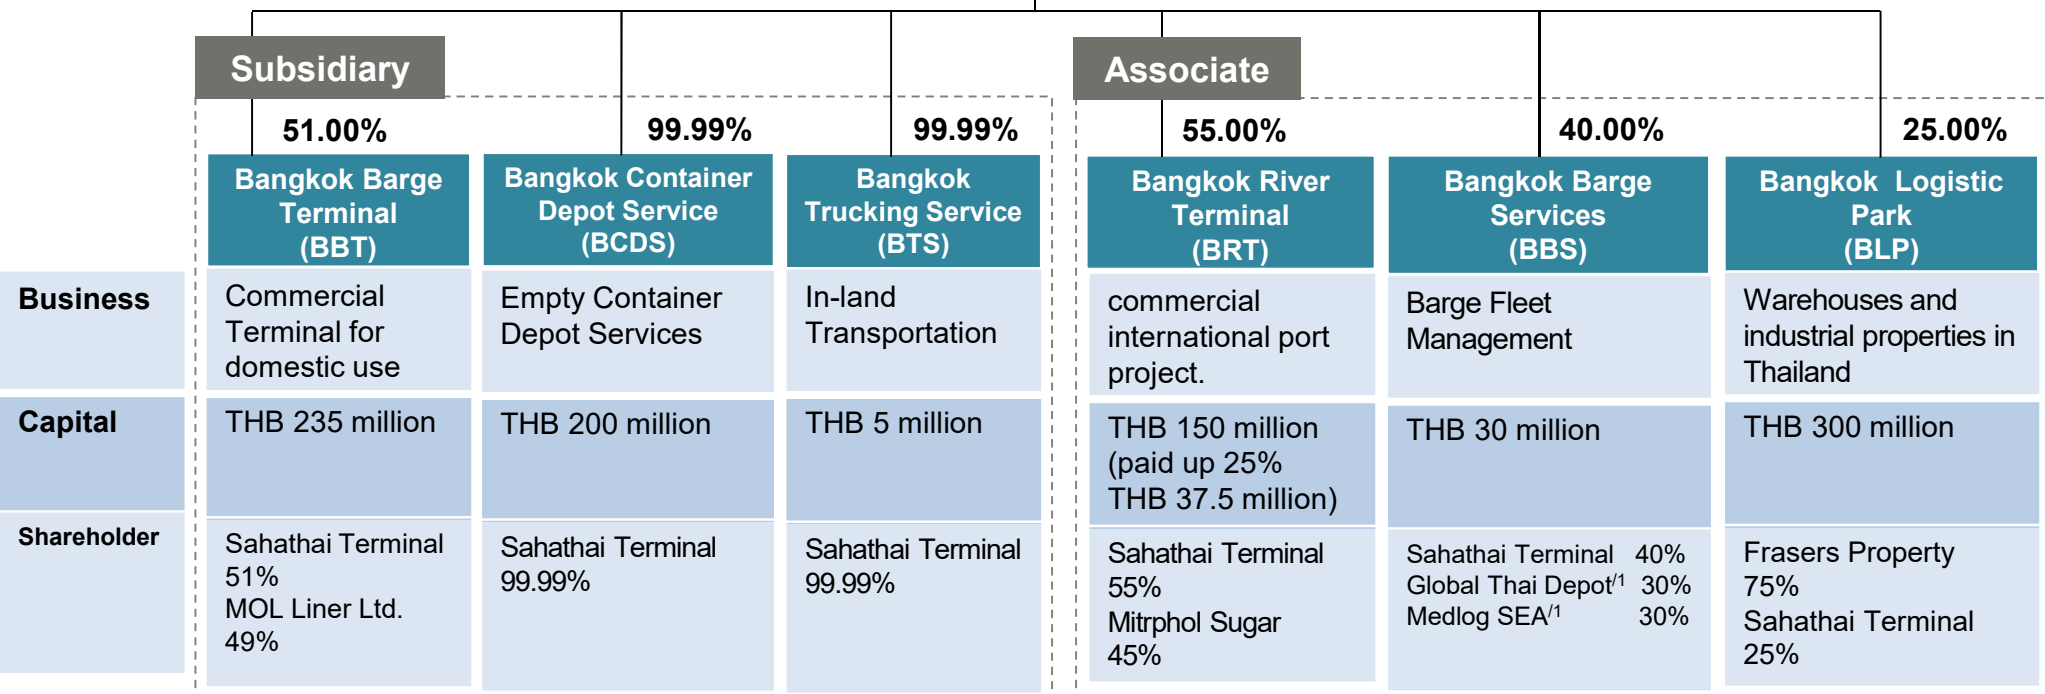 Subsidiary
Associate
51.00%
99.99%
99.99%
55.00%
40.00%
25.00%
Bangkok Barge
Terminal
(BBT)
Bangkok Container
Depot Service
(BCDS)
Bangkok
Trucking Service
(BTS)
Bangkok River
Terminal
(BRT)
Bangkok Barge
Services
(BBS)
Bangkok Logistic
Park
(BLP)
Business
Commercial
Terminal for
domestic use
Empty Container
Depot Services
In-land
Transportation
commercial
international port
project.
Barge Fleet
Management
Warehouses and
industrial properties in
Thailand
Capital
THB 235 million
THB 200 million
THB 5 million
THB 150 million
(paid up 25%
THB 37.5 million)
THB 30 million
THB 300 million
Shareholder
Sahathai Terminal
51%
MOL Liner Ltd.
49%
Sahathai Terminal
99.99%
Sahathai Terminal
99.99%
Sahathai Terminal
55%
Mitrphol Sugar
45%
Sahathai Terminal 40%
Global Thai Depot/1 30%
Medlog SEA/1 30%
Frasers Property
75%
Sahathai Terminal
25%